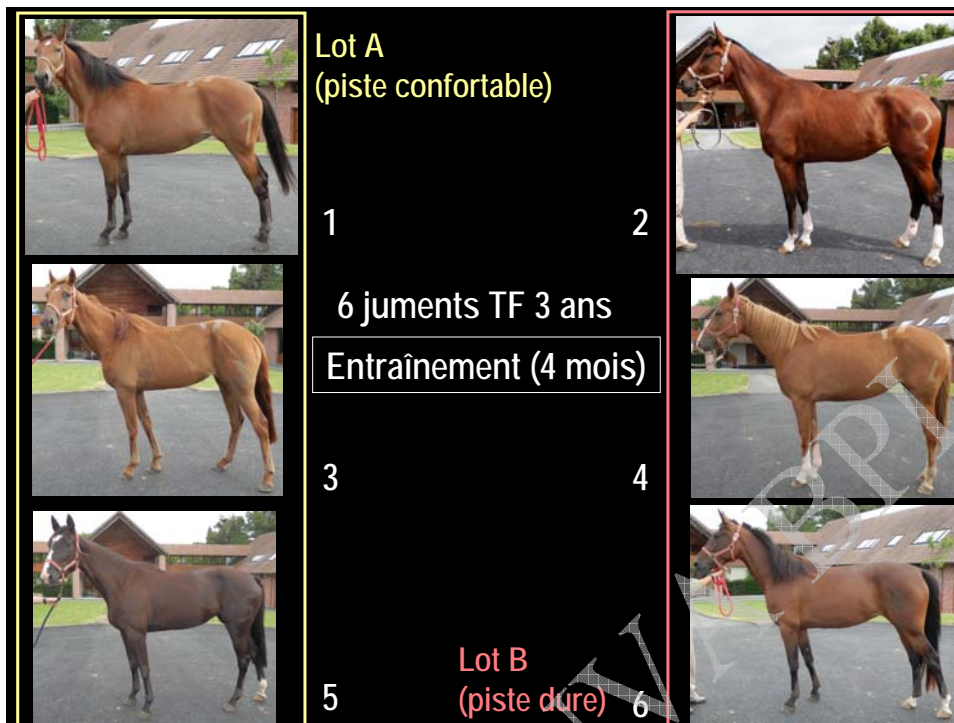 Lot A
(piste confortable)
1
2
6 juments TF 3 ans
Entraînement (4 mois)
3
4
Lot B
(piste dure)
5
6